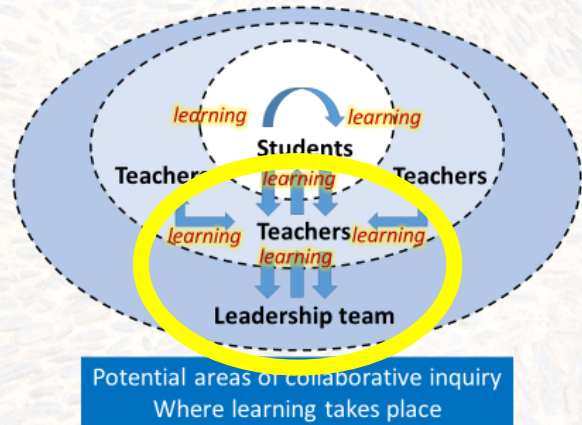 learning
learning
Students
Teachers
learning
Teachers
learning
Teachers
learning
learning
Leadership team
Potential areas of collaborative inquiry
Where learning takes place